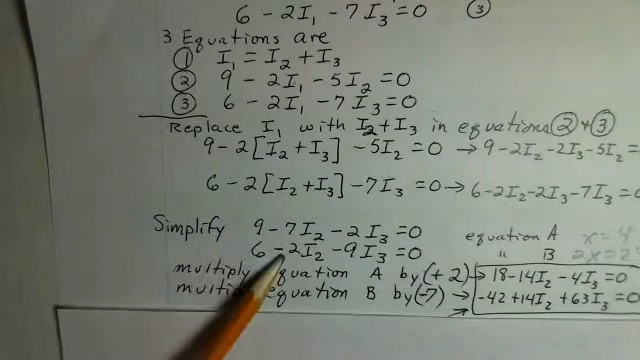 6 - 2I₁ - 7I₃ = 0 ③
3 Equations are
① I₁ = I₂ + I₃
② 9 - 2I₁ - 5I₂ = 0
③ 6 - 2I₁ - 7I₃ = 0
Replace I₁ with I₂+I₃ in equations ② + ③
9 - 2[I₂ + I₃] - 5I₂ = 0 → 9 - 2I₂ - 2I₃ - 5I₂ =
6 - 2[I₂ + I₃] - 7I₃ = 0 → 6 - 2I₂ - 2I₃ - 7I₃ = 0
Simplify 9 - 7I₂ - 2I₃ = 0 equation A x = 4
6 - 2I₂ - 9I₃ = 0 " B 2x = 2
multiply equation A by (+2) → 18 - 14I₂ - 4I₃ = 0
equation B by (-7) → -42 + 14I₂ + 63I₃ = 0